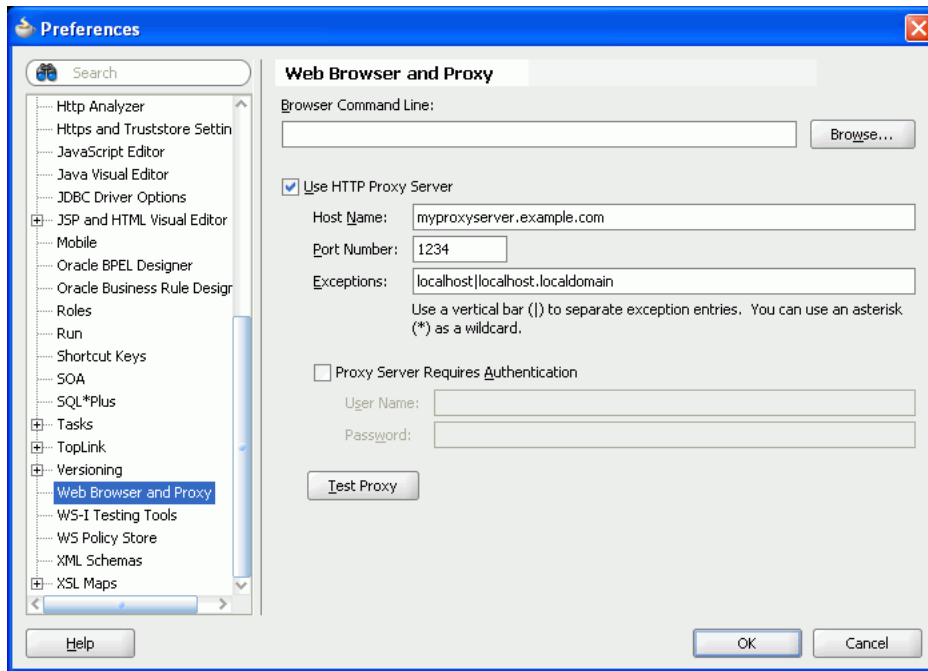 Preferences
Search
Http Analyzer
Https and Truststore Settin
JavaScript Editor
Java Visual Editor
JDBC Driver Options
JSP and HTML Visual Editor
Mobile
Oracle BPEL Designer
Oracle Business Rule Design
Roles
Run
Shortcut Keys
SOA
SQL*Plus
Tasks
TopLink
Versioning
Web Browser and Proxy
WS-I Testing Tools
WS Policy Store
XML Schemas
XSL Maps
Web Browser and Proxy
Browser Command Line:
Browse...
Use HTTP Proxy Server
Host Name: myproxyserver.example.com
Port Number: 1234
Exceptions: localhost|localhost.localdomain
Use a vertical bar (|) to separate exception entries. You can use an asterisk
(*) as a wildcard.
Proxy Server Requires Authentication
User Name:
Password:
Test Proxy
Help
OK
Cancel